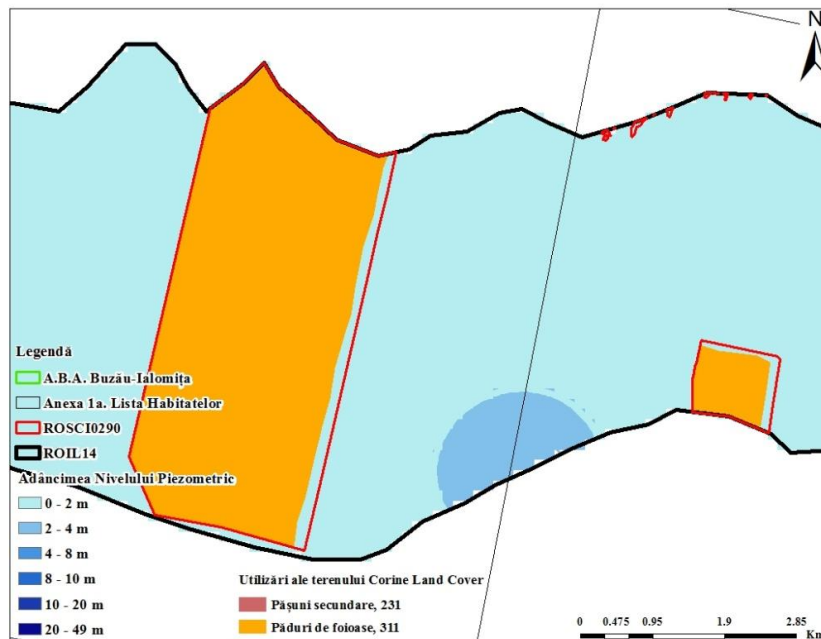 N
Legendă
A.B.A. Buzău-Ialomița
Anexa 1a. Lista Habitatelor
ROSCI0290
ROIL14
Adâncimea Nivelului Piezometric
0 - 2 m
2 - 4 m
4 - 8 m
8 - 10 m
10 - 20 m
20 - 49 m
Utilizări ale terenului Corine Land Cover
Pășuni secundare, 231
Păduri de foioase, 311
0 0.475 0.95 1.9 2.85